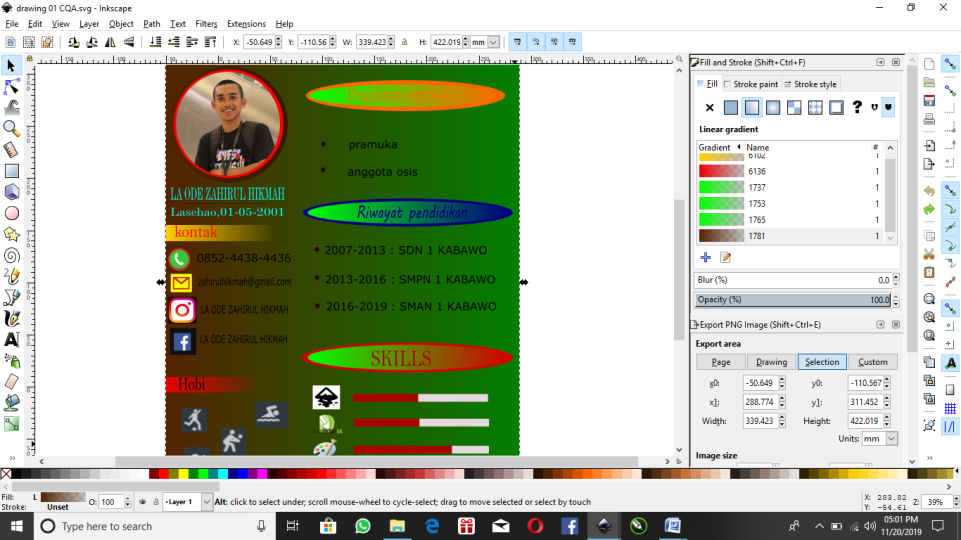 drawing 01 CQA.svg - Inkscape
File Edit View Layer Object Path Text Filters Extensions Help
X: -50.649 Y: -110.56 W: 339.423 H: 422.019 mm
LA ODE ZAHIRUL HIKMAH
Lasehao,01-05-2001
kontak
0852-4438-4436
zahirulhikmah@gmail.com
LA ODE ZAHIRUL HIKMAH
LA ODE ZAHIRUL HIKMAH
Hobi
pramuka
anggota osis
Riwayat pendidikan
2007-2013 : SDN 1 KABAWO
2013-2016 : SMPN 1 KABAWO
2016-2019 : SMAN 1 KABAWO
SKILLS
Fill and Stroke (Shift+Ctrl+F)
Fill Stroke paint Stroke style
Linear gradient
Gradient Name #
6102 1
6136 1
1737 1
1753 1
1765 1
1781 1
Blur (%) 0.0
Opacity (%) 100.0
Export PNG Image (Shift+Ctrl+E)
Export area
Page Drawing Selection Custom
x0: -50.649 y0: -110.567
x1: 288.774 y1: 311.452
Width: 339.423 Height: 422.019
Units: mm
Image size
Fill: L
Stroke: Unset
O: 100
Layer 1
Alt: click to select under; scroll mouse-wheel to cycle-select; drag to move selected or select by touch
X: 283.82
Y: -54.61
Z: 39%
Type here to search
05:01 PM
11/20/2019